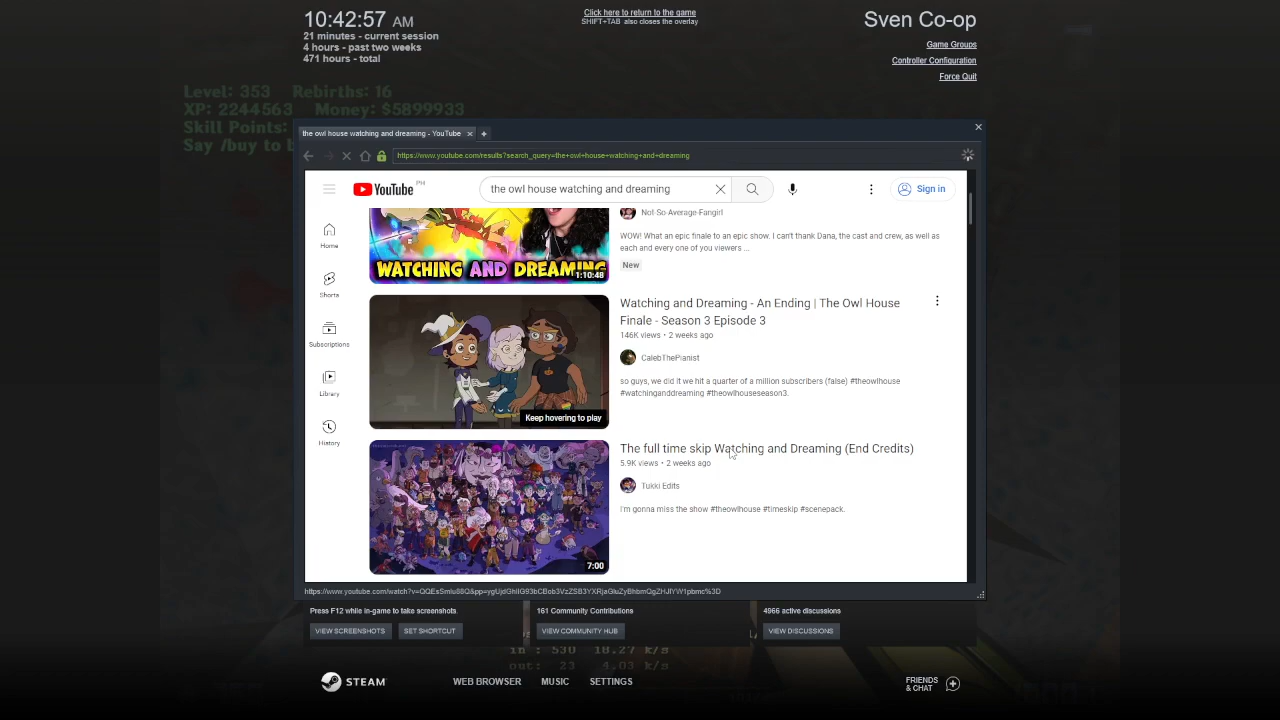 10:42:57 AM
21 minutes - current session
4 hours - past two weeks
471 hours - total
Click here to return to the game
SHIFT+TAB also closes the overlay
Sven Co-op
Game Groups
Controller Configuration
Force Quit
Level: 353 Rebirths: 16
XP: 2244563 Money: $5899933
Skill Points:
Say /buy to
the owl house watching and dreaming - YouTube
https://www.youtube.com/results?search_query=the+owl+house+watching+and+dreaming
YouTube PM
the owl house watching and dreaming
Sign in
Home
Shorts
Subscriptions
Library
History
WATCHING AND DREAMING
1:10:48
Not-So-Average-Fangirl
WOW! What an epic finale to an epic show. I can't thank Dana, the cast and crew, as well as
each and every one of you viewers ...
New
Keep hovering to play
Watching and Dreaming - An Ending | The Owl House
Finale - Season 3 Episode 3
146K views • 2 weeks ago
CalebThePianist
so guys, we did it we hit a quarter of a million subscribers (false) #theowlhouse
#watchinganddreaming #theowlhouseseason3.
7:00
The full time skip Watching and Dreaming (End Credits)
5.9K views • 2 weeks ago
Tukki Edits
i'm gonna miss the show #theowlhouse #timeskip #scenepack.
Press F12 while in-game to take screenshots.
VIEW SCREENSHOTS
SET SHORTCUT
161 Community Contributions
VIEW COMMUNITY HUB
4966 active discussions
VIEW DISCUSSIONS
in : 530 18.27 k/s
out: 23 4.03 k/s
STEAM
WEB BROWSER
MUSIC
SETTINGS
FRIENDS
& CHAT